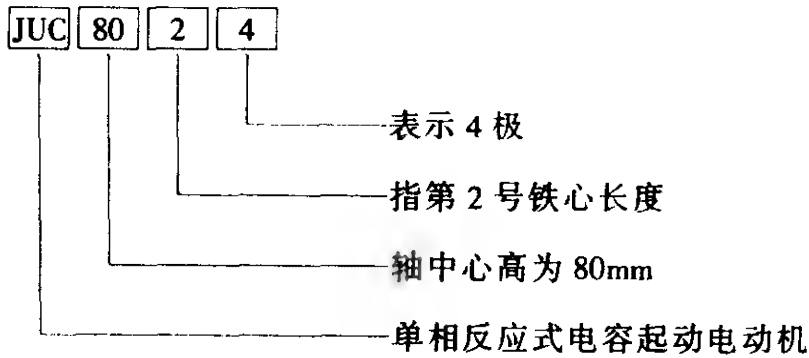 JUC 80 2 4
表示 4 极
指第 2 号铁心长度
轴中心高为 80mm
单相反应式电容起动电动机